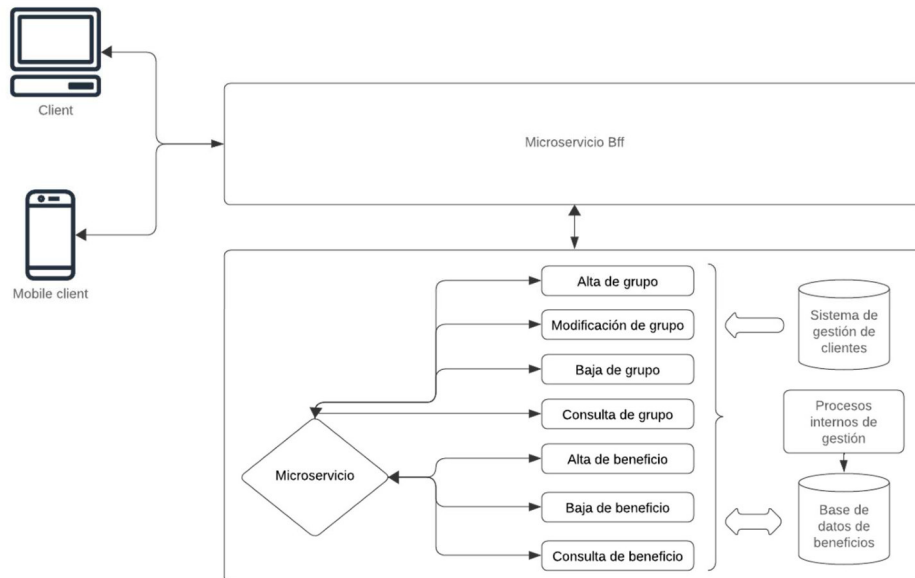 Client
Mobile client
Microservicio Bff
Alta de grupo
Modificación de grupo
Baja de grupo
Consulta de grupo
Microservicio
Alta de beneficio
Baja de beneficio
Consulta de beneficio
Sistema de
gestión de
clientes
Procesos
internos de
gestión
Base de
datos de
beneficios